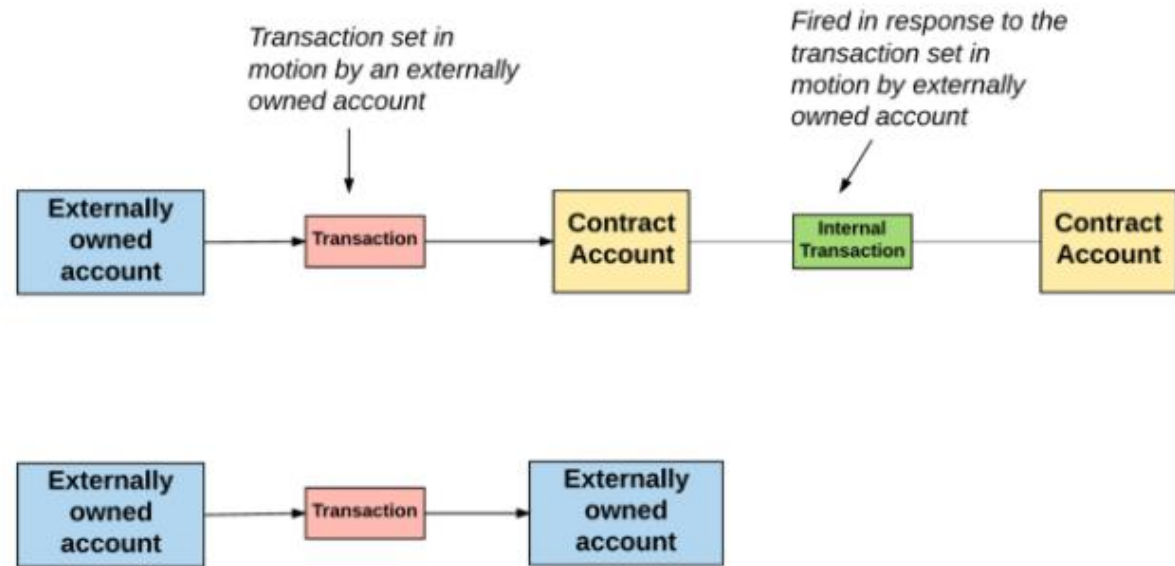 Transaction set in
motion by an externally
owned account
Fired in response to the
transaction set in
motion by externally
owned account
Externally
owned
account
Transaction
Contract
Account
Internal
Transaction
Contract
Account
Externally
owned
account
Transaction
Externally
owned
account